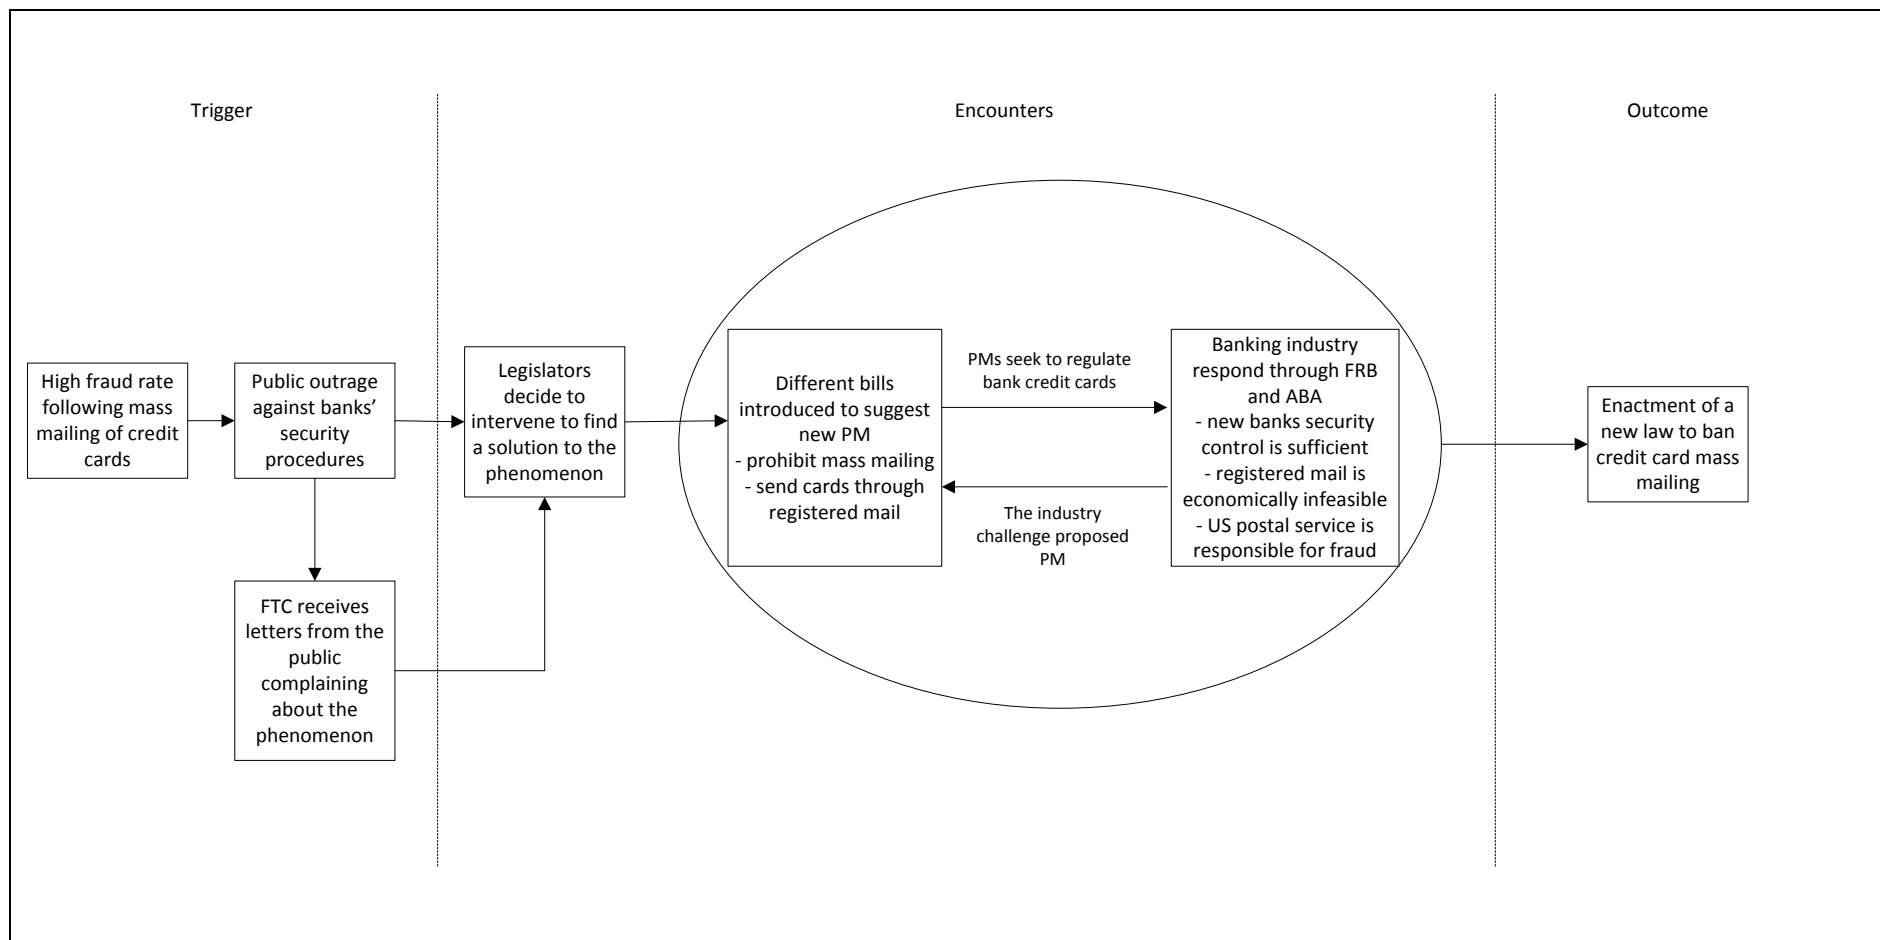 Trigger
Encounters
Outcome
High fraud rate
following mass
mailing of credit
cards
Public outrage
against banks’
security
procedures
FTC receives
letters from the
public
complaining
about the
phenomenon
Legislators
decide to
intervene to find
a solution to the
phenomenon
Different bills
introduced to suggest
new PM
- prohibit mass mailing
- send cards through
registered mail
PMs seek to regulate
bank credit cards
The industry
challenge proposed
PM
Banking industry
respond through FRB
and ABA
- new banks security
control is sufficient
- registered mail is
economically infeasible
- US postal service is
responsible for fraud
Enactment of a
new law to ban
credit card mass
mailing